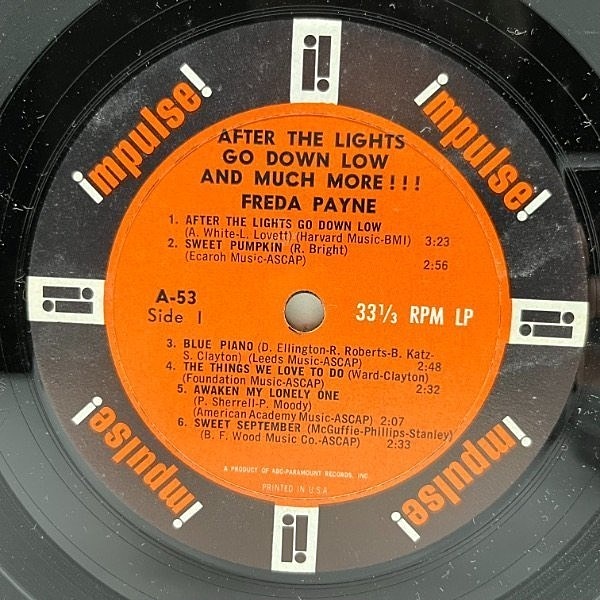 impulse!
impulse!
AFTER THE LIGHTS
GO DOWN LOW
AND MUCH MORE!!!
FREDA PAYNE
1. AFTER THE LIGHTS GO DOWN LOW
(A. White-L. Lovett) (Harvard Music-BMI) 3:23
2. SWEET PUMPKIN (R. Bright)
(Ecaroh Music-ASCAP) 2:56
A-53
Side 1
33 1/3 RPM LP
3. BLUE PIANO (D. Ellington-R. Roberts-B. Katz-
S. Clayton) (Leeds Music-ASCAP) 2:48
4. THE THINGS WE LOVE TO DO (Ward-Clayton)
(Foundation Music-ASCAP) 2:32
5. AWAKEN MY LONELY ONE
(P. Sherrell-P. Moody)
(American Academy Music-ASCAP) 2:07
6. SWEET SEPTEMBER (McGuffie-Phillips-Stanley)
(B. F. Wood Music Co.-ASCAP) 2:33
A PRODUCT OF ABC-PARAMOUNT RECORDS, INC.
PRINTED IN U.S.A.
impulse!
impulse!